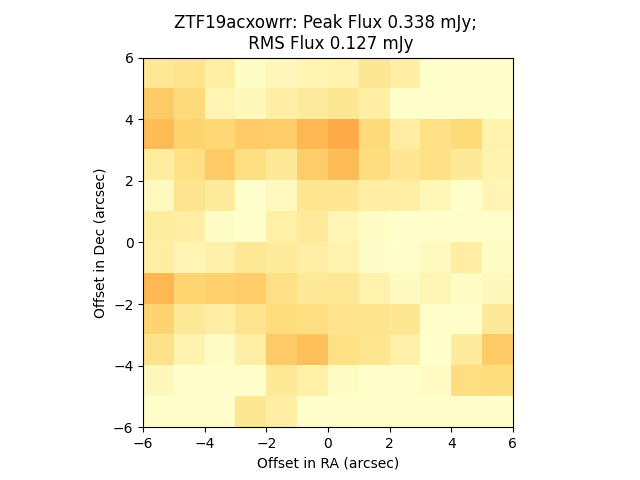 ZTF19acxowrr: Peak Flux 0.338 mJy;
RMS Flux 0.127 mJy
6
4
2
0
−2
−4
−6
Offset in Dec (arcsec)
−6 −4 −2 0 2 4 6
Offset in RA (arcsec)